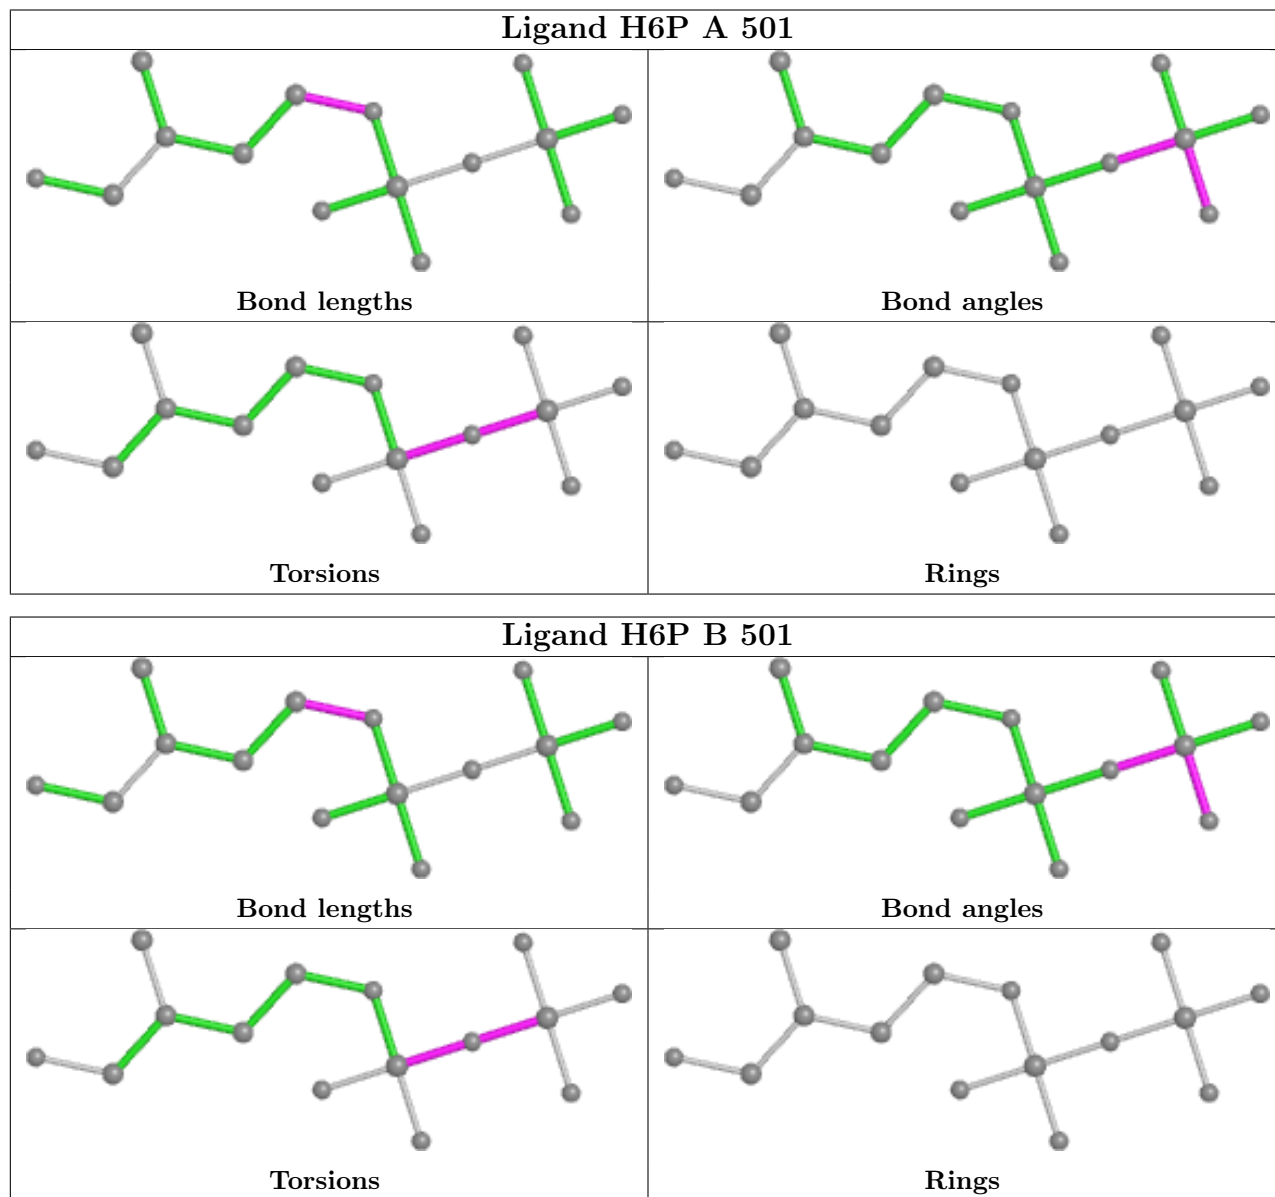 Ligand H6P A 501
Bond lengths
Bond angles
Torsions
Rings
Ligand H6P B 501
Bond lengths
Bond angles
Torsions
Rings